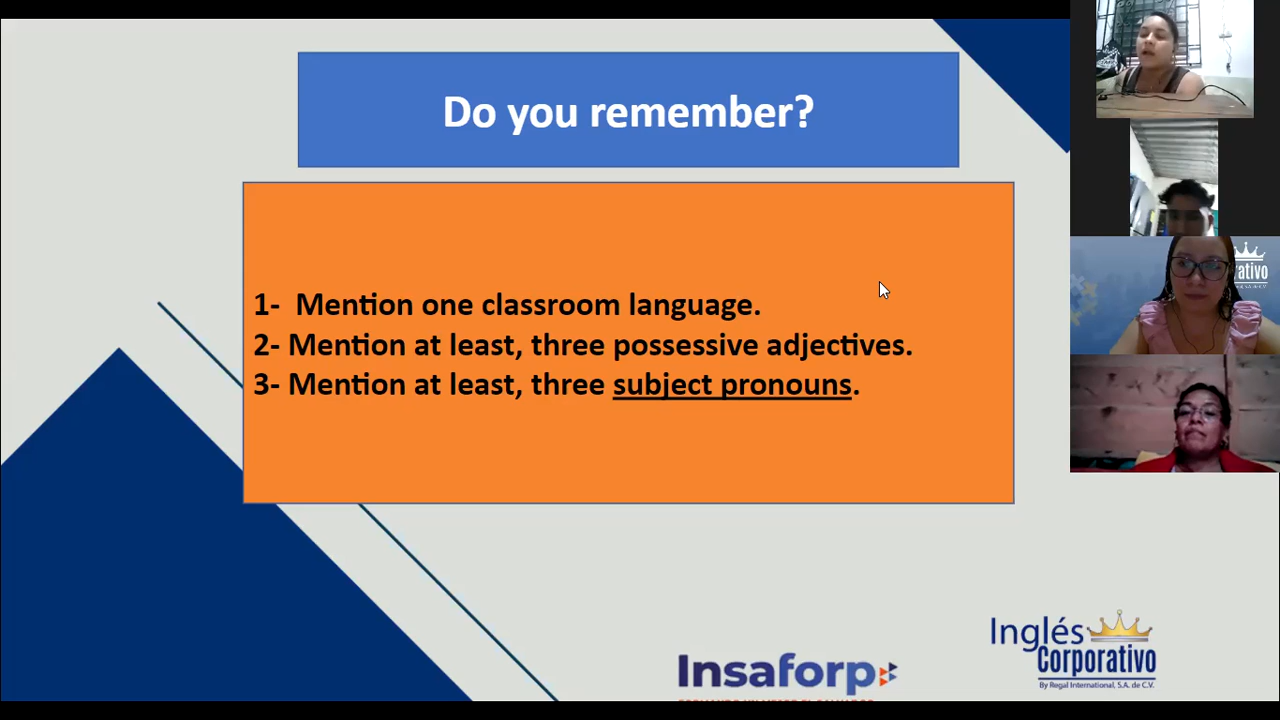 Do you remember?
1- Mention one classroom language.
2- Mention at least, three possessive adjectives.
3- Mention at least, three subject pronouns.
ativo
Inglés
Corporativo
By Regal International, S.A. de C.V.
Insaforp